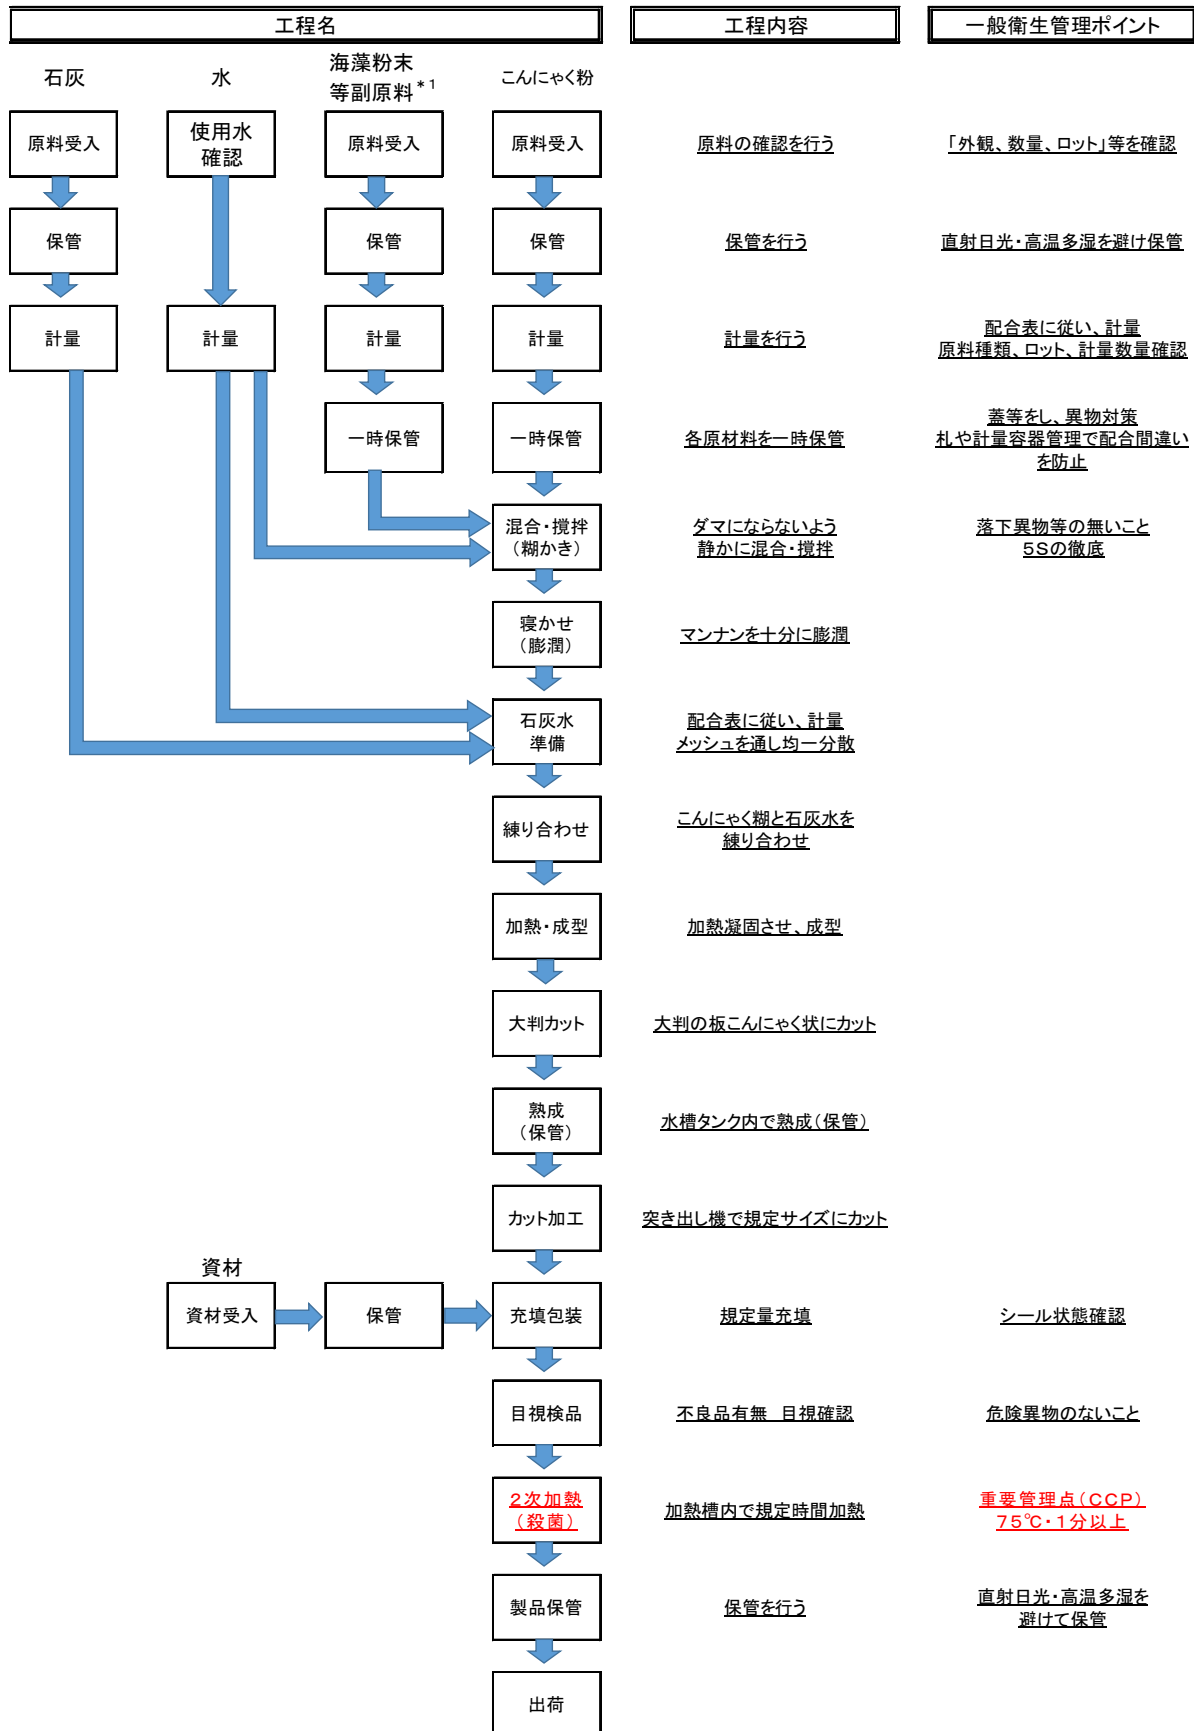 工程名
工程内容
一般衛生管理ポイント
石灰
水
海藻粉末
等副原料*1
こんにゃく粉
原料受入
使用水
確認
原料受入
原料受入
原料の確認を行う
「外観、数量、ロット」等を確認
保管
保管
保管
保管を行う
直射日光・高温多湿を避け保管
計量
計量
計量
計量
計量を行う
配合表に従い、計量
原料種類、ロット、計量数量確認
一時保管
一時保管
各原材料を一時保管
蓋等をし、異物対策
札や計量容器管理で配合間違い
を防止
混合・撹拌
（糊かき）
ダマにならないよう
静かに混合・撹拌
落下異物等の無いこと
5Sの徹底
寝かせ
（膨潤）
マンナンを十分に膨潤
石灰水
準備
配合表に従い、計量
メッシュを通し均一分散
練り合わせ
こんにゃく糊と石灰水を
練り合わせ
加熱・成型
加熱凝固させ、成型
大判カット
大判の板こんにゃく状にカット
熟成
（保管）
水槽タンク内で熟成（保管）
カット加工
突き出し機で規定サイズにカット
資材
資材受入
保管
充填包装
規定量充填
シール状態確認
目視検品
不良品有無　目視確認
危険異物のないこと
2次加熱
（殺菌）
加熱槽内で規定時間加熱
重要管理点（CCP）
75℃・1分以上
製品保管
保管を行う
直射日光・高温多湿を
避けて保管
出荷